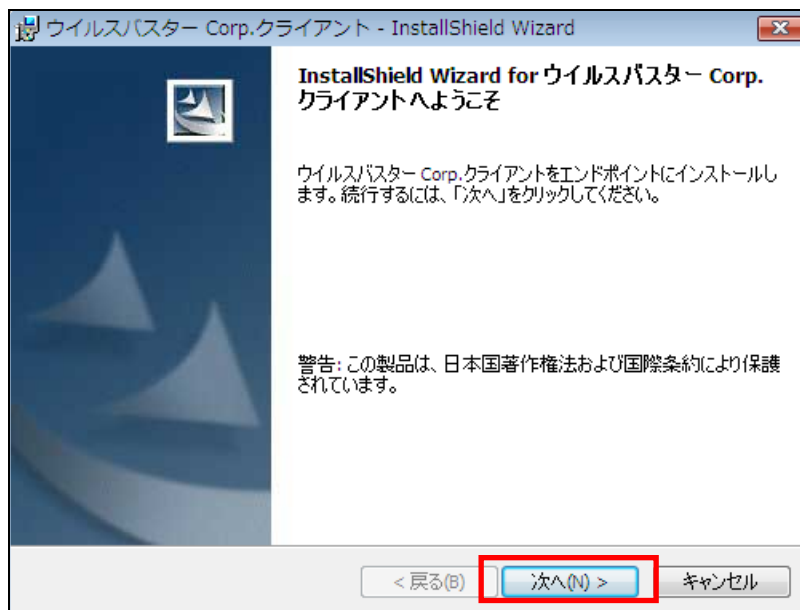 ウイルスバスター Corp.クライアント - InstallShield Wizard
InstallShield Wizard for ウイルスバスター Corp.
クライアントへようこそ
ウイルスバスター Corp.クライアントをエンドポイントにインストールし
ます。続行するには、「次へ」をクリックしてください。
警告: この製品は、日本国著作権法および国際条約により保護
されています。
< 戻る(B)
次へ(N) >
キャンセル